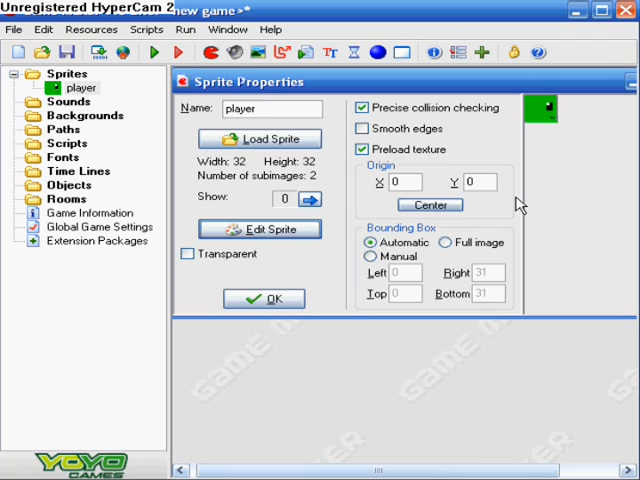 Unregistered HyperCam 2
new game>*
File Edit Resources Scripts Run Window Help
Sprites
player
Sounds
Backgrounds
Paths
Scripts
Fonts
Time Lines
Objects
Rooms
Game Information
Global Game Settings
Extension Packages
YOYO
GAMES
Sprite Properties
Name: player
Load Sprite
Width: 32 Height: 32
Number of subimages: 2
Show: 0
Edit Sprite
Transparent
OK
Precise collision checking
Smooth edges
Preload texture
Origin
X 0 Y 0
Center
Bounding Box
Automatic Full image
Manual
Left 0 Right 31
Top 0 Bottom 31